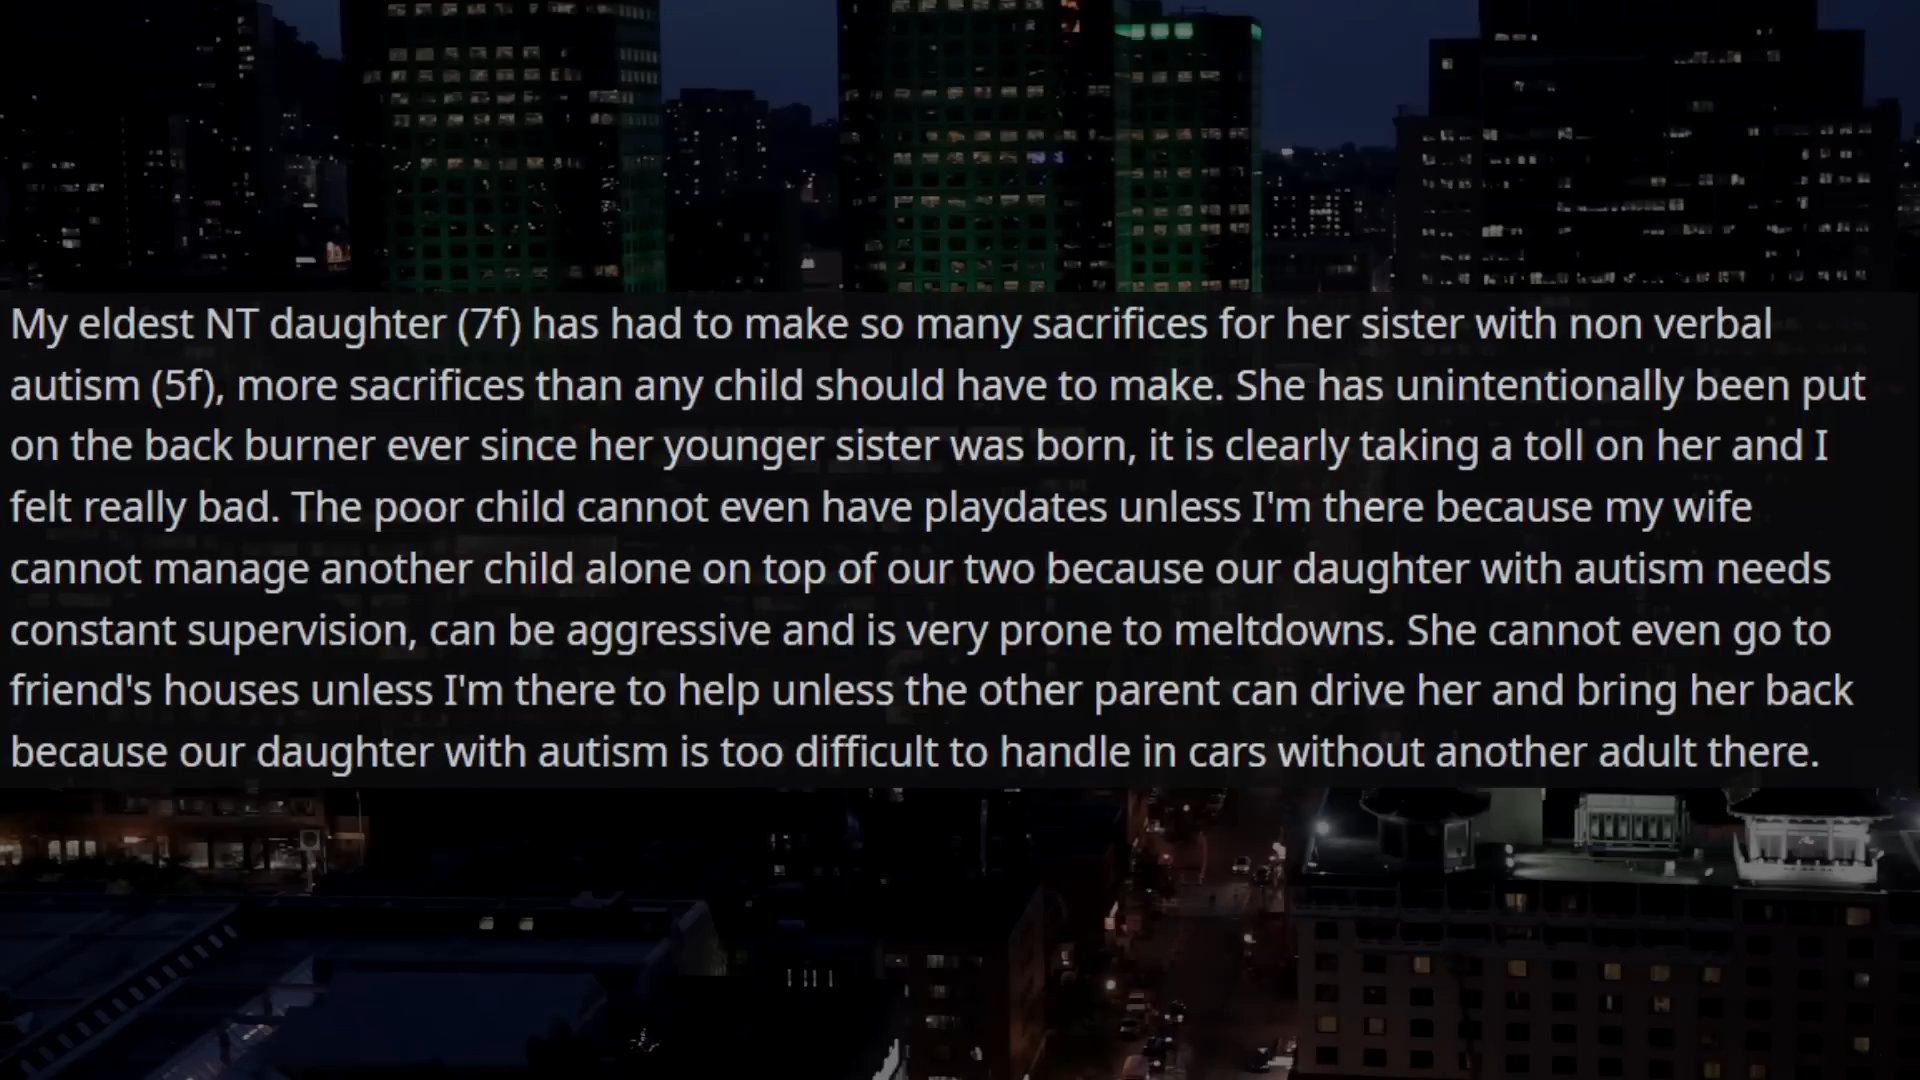 My eldest NT daughter (7f) has had to make so many sacrifices for her sister with non verbal
autism (5f), more sacrifices than any child should have to make. She has unintentionally been put
on the back burner ever since her younger sister was born, it is clearly taking a toll on her and I
felt really bad. The poor child cannot even have playdates unless I'm there because my wife
cannot manage another child alone on top of our two because our daughter with autism needs
constant supervision, can be aggressive and is very prone to meltdowns. She cannot even go to
friend's houses unless I'm there to help unless the other parent can drive her and bring her back
because our daughter with autism is too difficult to handle in cars without another adult there.